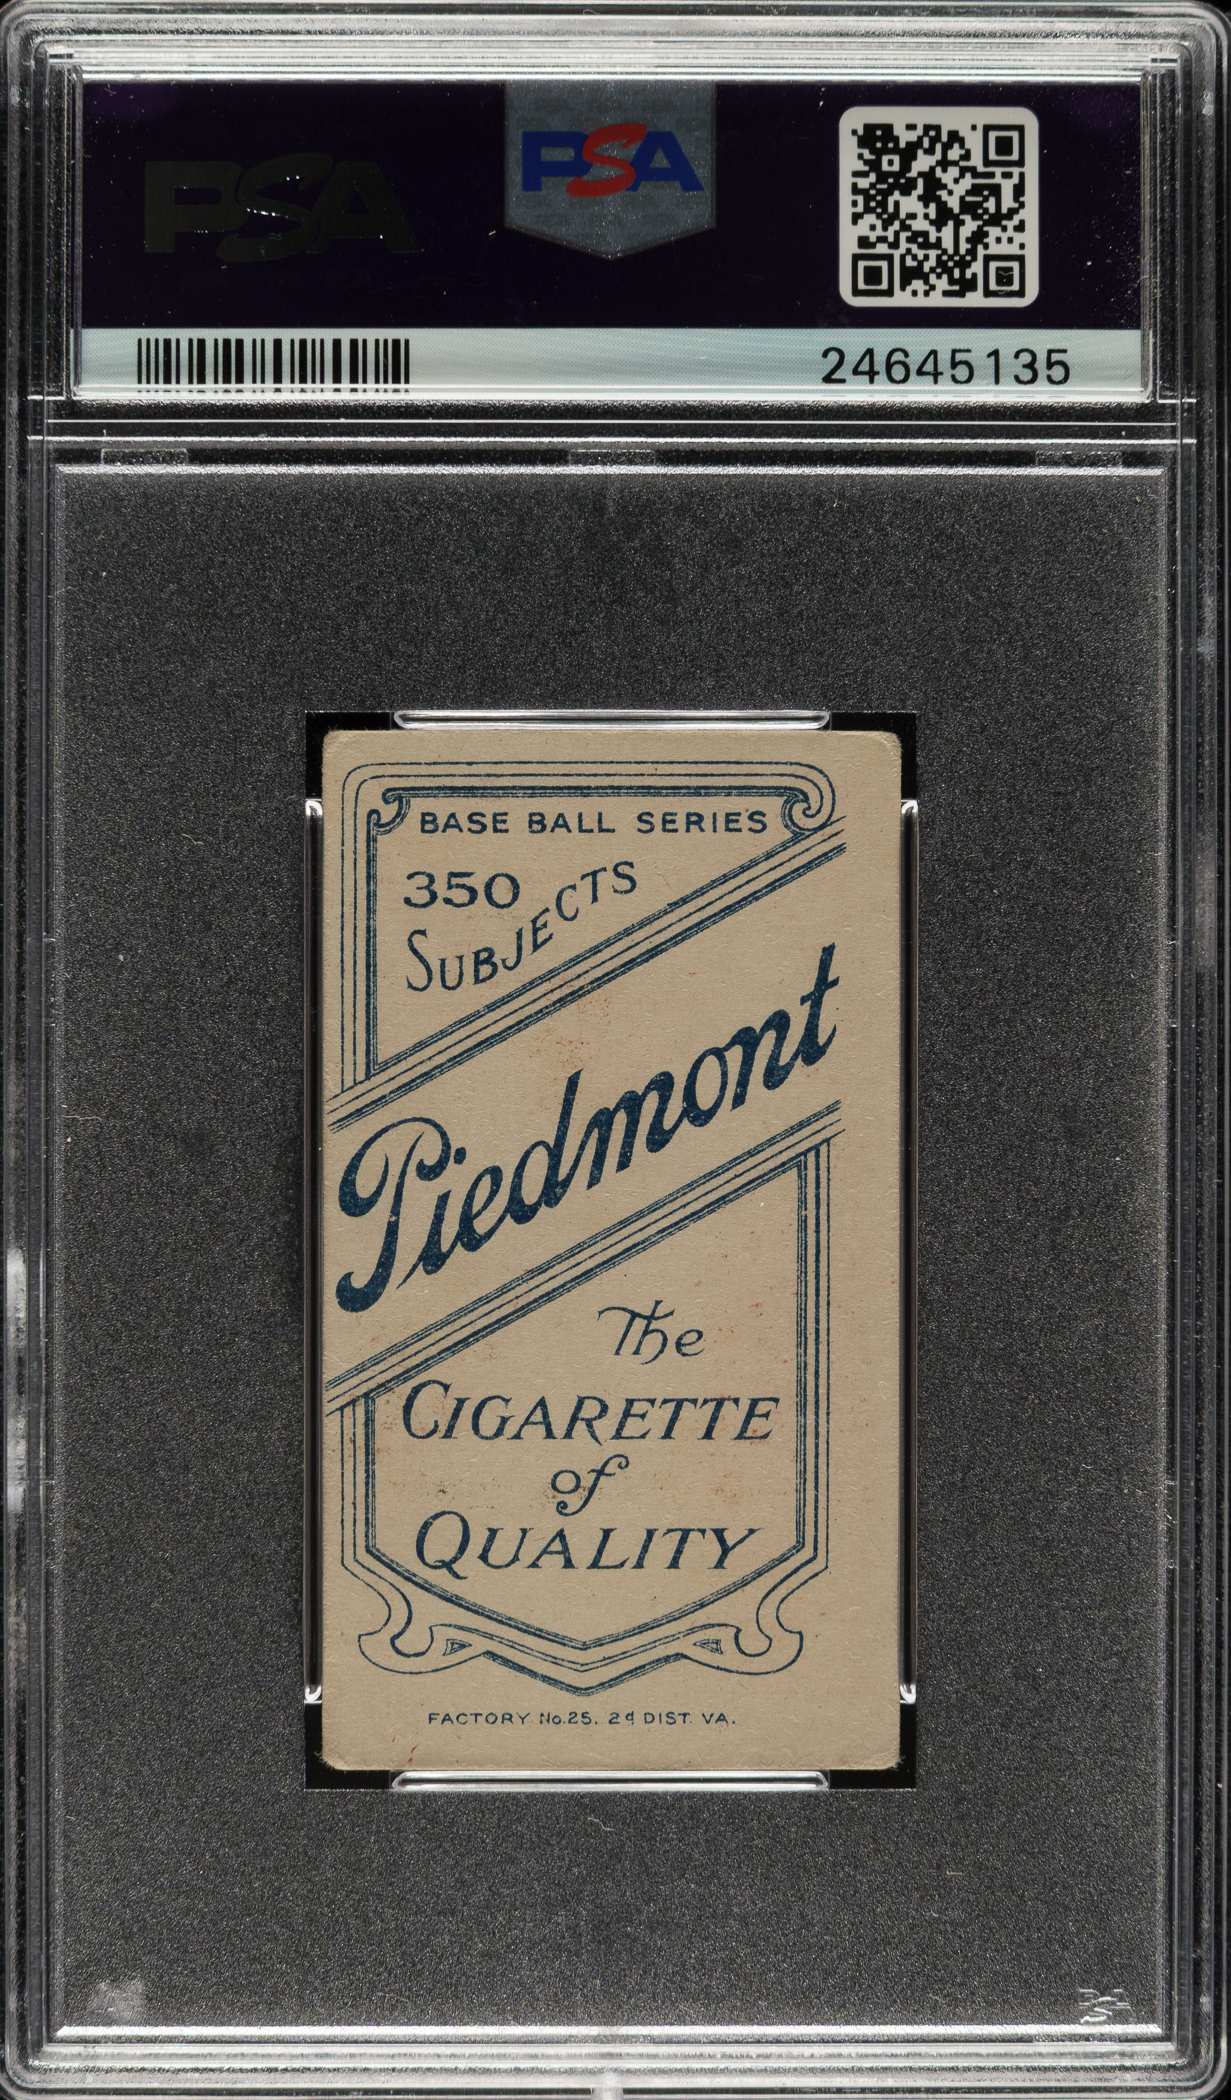 PSA
PSA
24645135
BASE BALL SERIES
350
SUBJECTS
Piedmont
The
CIGARETTE
of
QUALITY
FACTORY No.25. 2d DIST. VA.